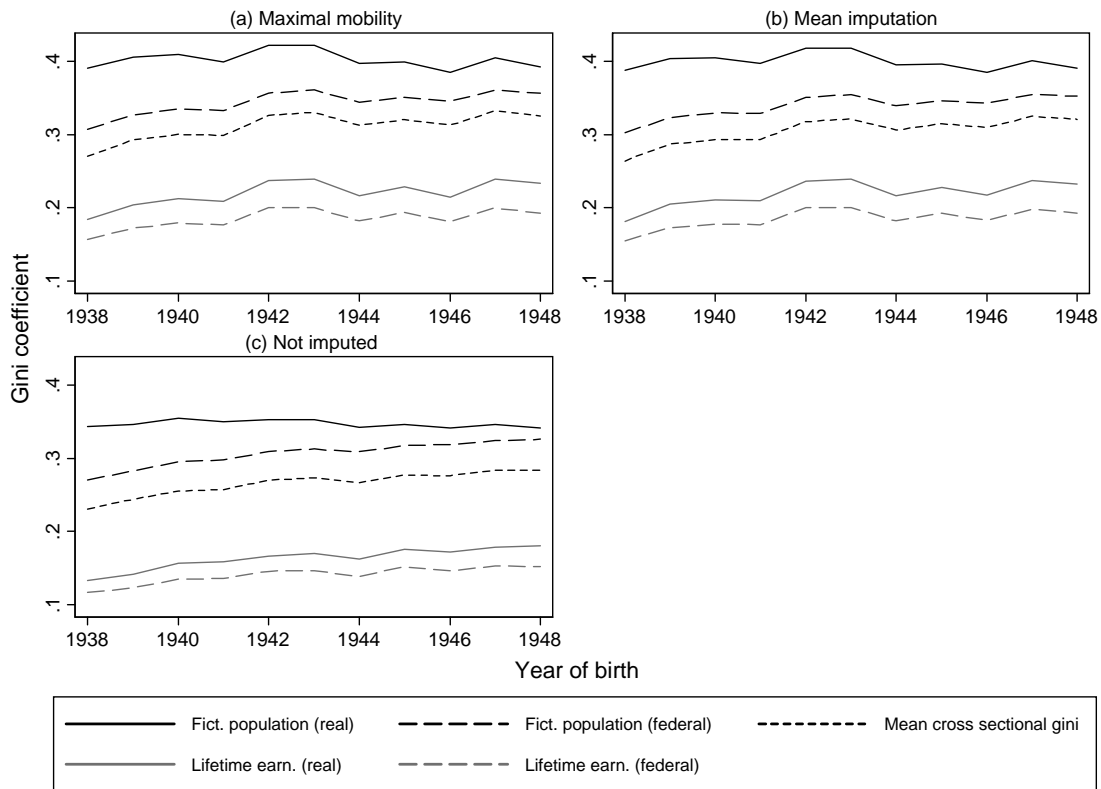 (a) Maximal mobility
(b) Mean imputation
.4
.3
.2
.1
1938 1940 1942 1944 1946 1948
.4
.3
.2
.1
1938 1940 1942 1944 1946 1948
(c) Not imputed
.4
.3
.2
.1
1938 1940 1942 1944 1946 1948
Gini coefficient
Year of birth
Fict. population (real)
Fict. population (federal)
Mean cross sectional gini
Lifetime earn. (real)
Lifetime earn. (federal)